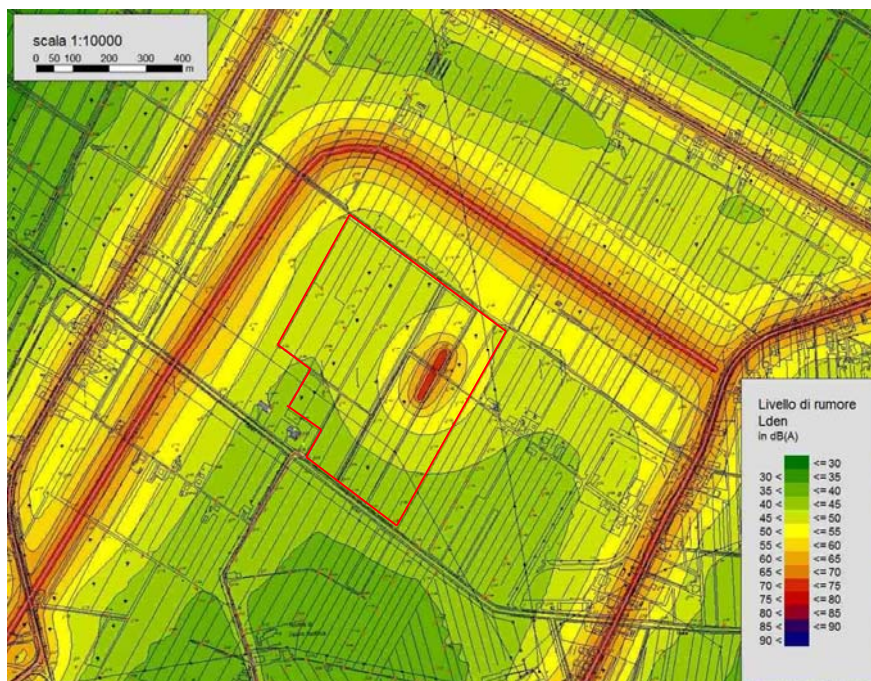 scala 1:10000
0 50 100 200 300 400
m
Livello di rumore
Lden
in dB(A)
<= 30
30 < <= 35
35 < <= 40
40 < <= 45
45 < <= 50
50 < <= 55
55 < <= 60
60 < <= 65
65 < <= 70
70 < <= 75
75 < <= 80
80 < <= 85
85 < <= 90
90 <